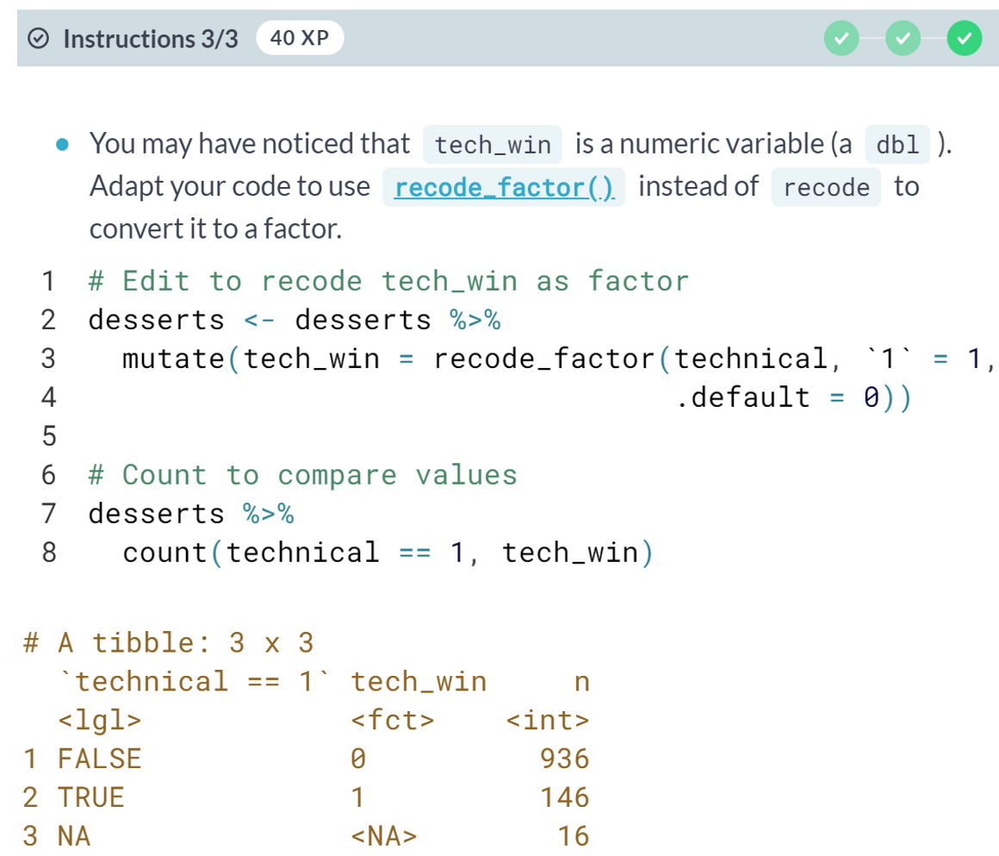 Instructions 3/3 40 XP
You may have noticed that tech_win is a numeric variable (a dbl ).
Adapt your code to use recode_factor() instead of recode to
convert it to a factor.
1 # Edit to recode tech_win as factor
2 desserts <- desserts %>%
3 mutate(tech_win = recode_factor(technical, `1` = 1,
4 .default = 0))
5
6 # Count to compare values
7 desserts %>%
8 count(technical == 1, tech_win)
# A tibble: 3 x 3
`technical == 1` tech_win n
<lgl> <fct> <int>
1 FALSE 0 936
2 TRUE 1 146
3 NA <NA> 16